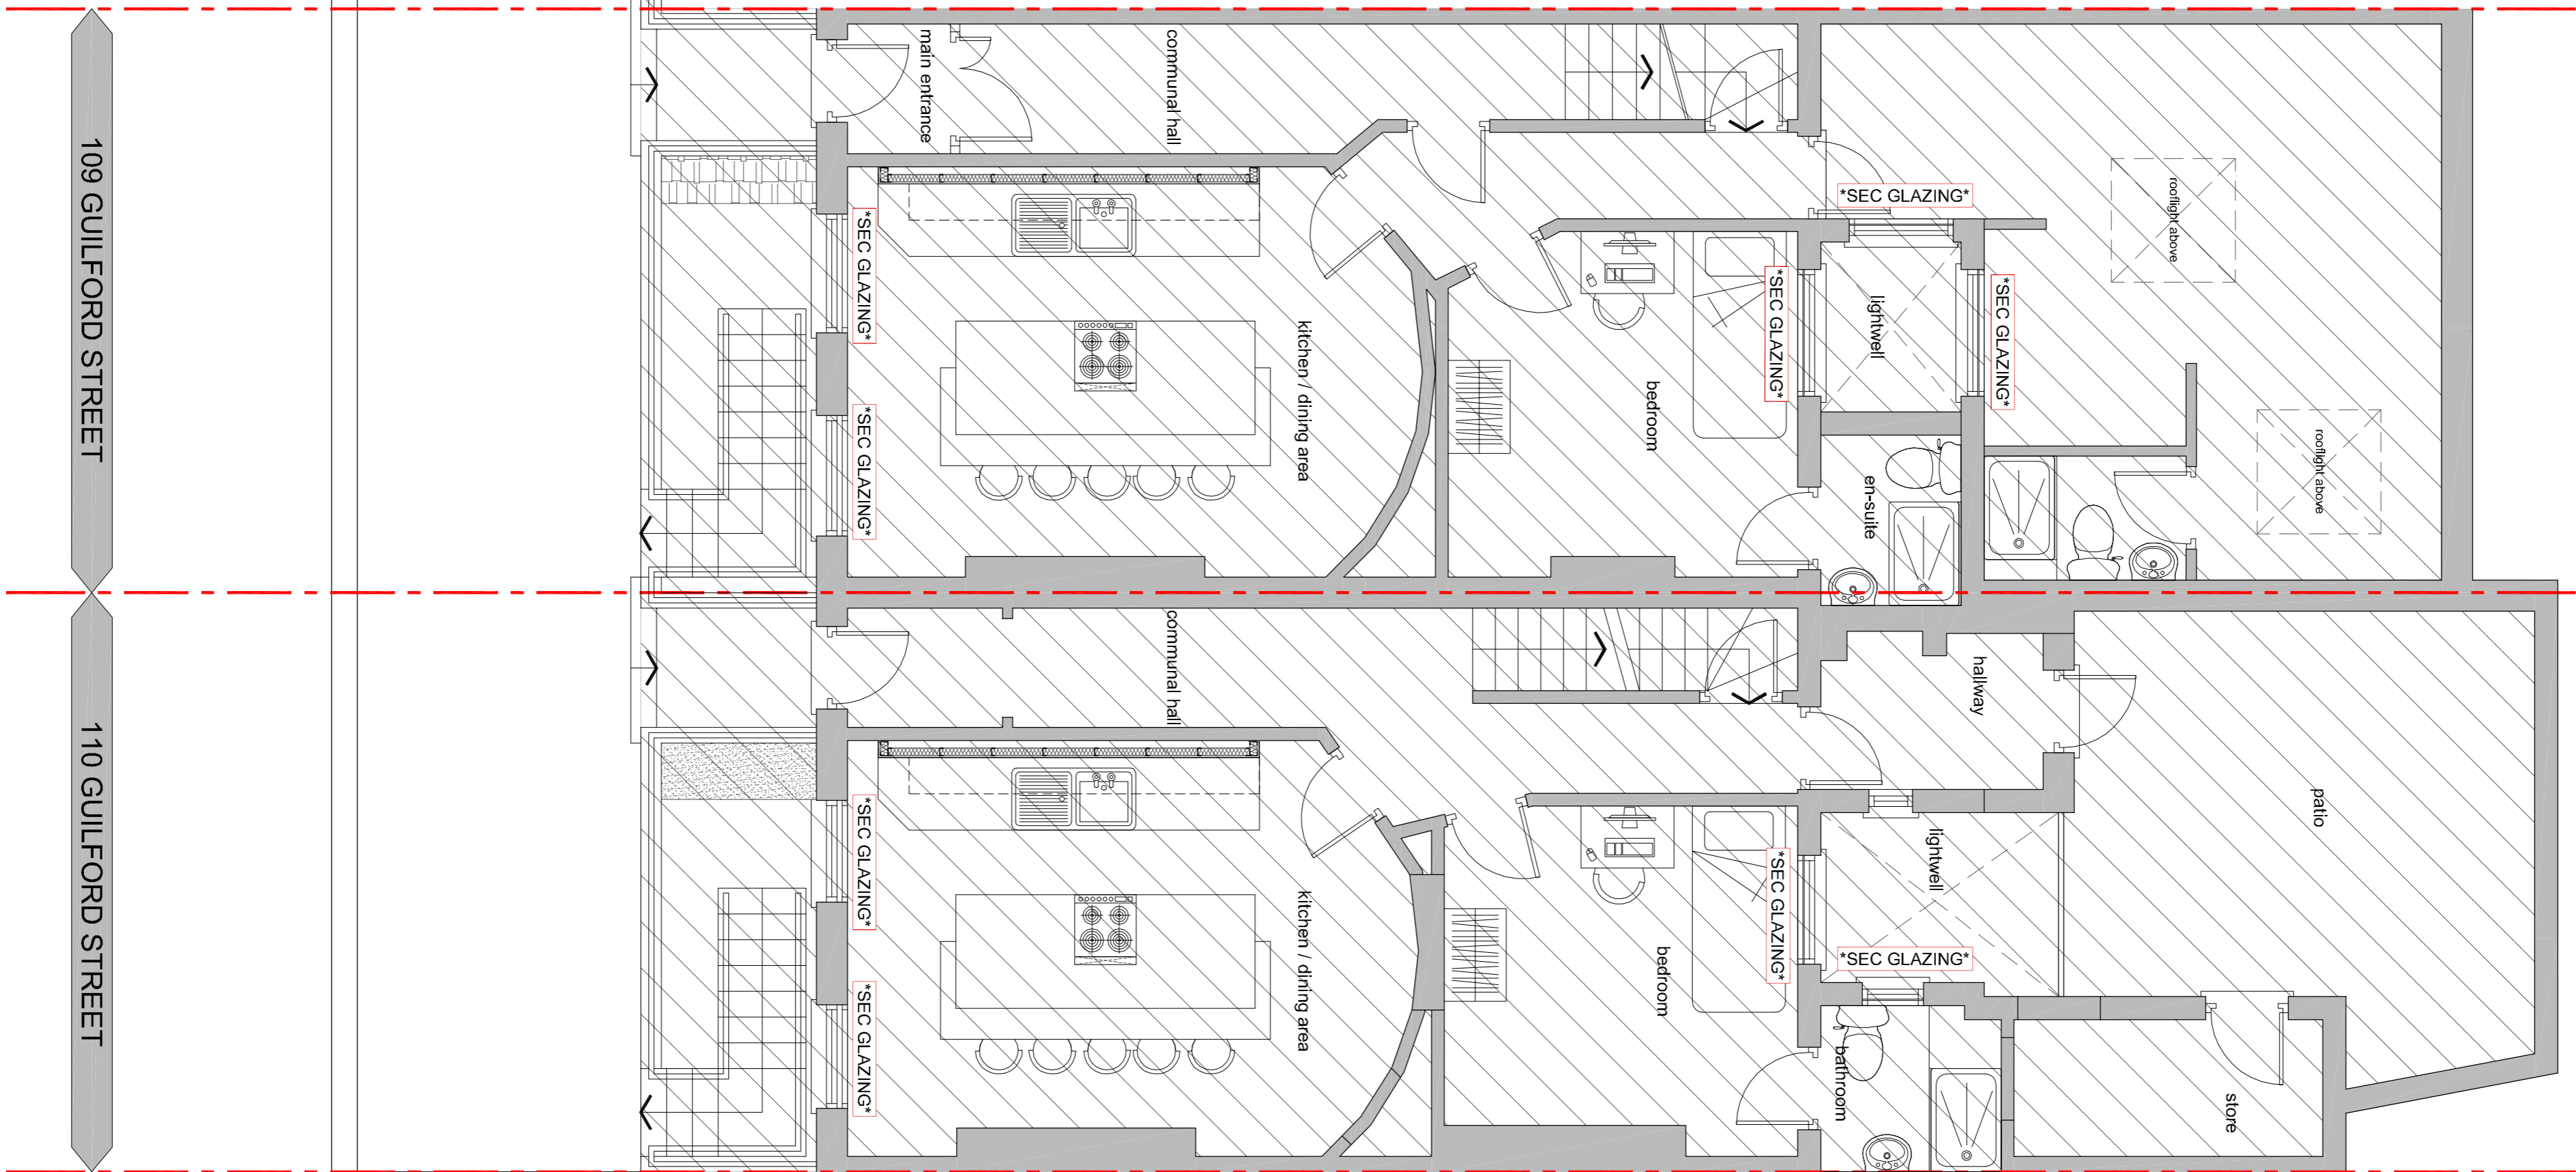 109 GUILFORD STREET
main entrance
communal hall
*SEC GLAZING*
*SEC GLAZING*
kitchen / dining area
bedroom
*SEC GLAZING*
*SEC GLAZING*
lightwell
*SEC GLAZING*
en-suite
rooflight above
rooflight above
110 GUILFORD STREET
communal hall
hallway
*SEC GLAZING*
*SEC GLAZING*
kitchen / dining area
bedroom
*SEC GLAZING*
lightwell
*SEC GLAZING*
bathroom
patio
store